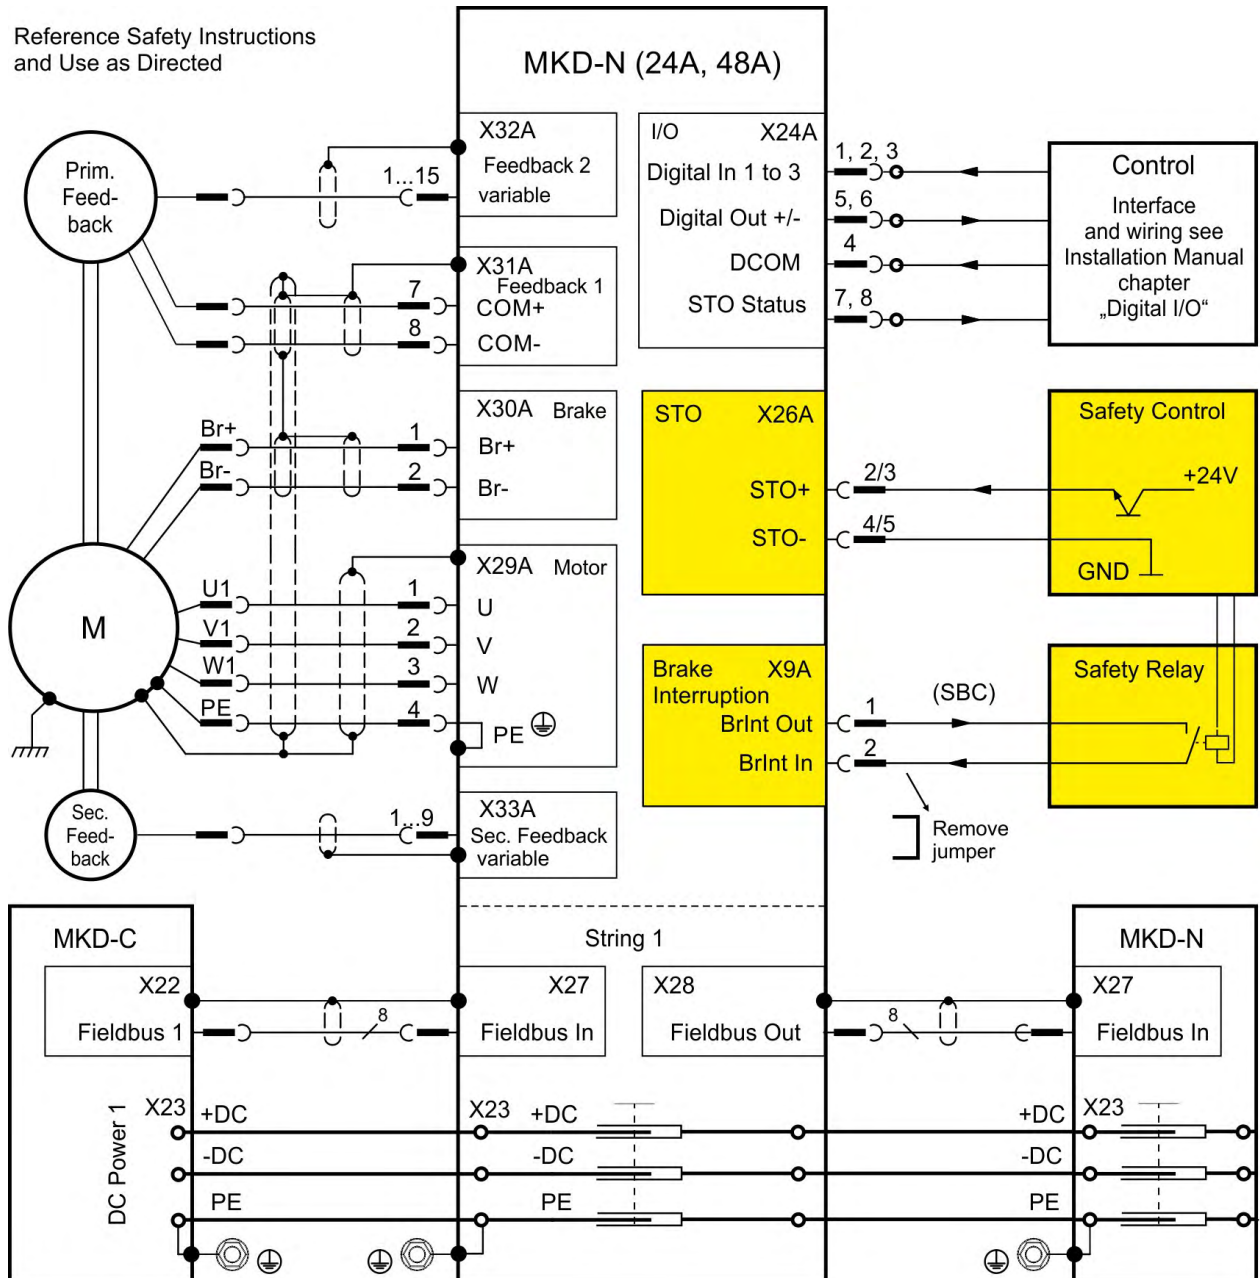 Reference Safety Instructions
and Use as Directed
MKD-N (24A, 48A)
Prim.
Feed-
back
X32A
Feedback 2
variable
1...15
X31A
Feedback 1
7
COM+
8
COM-
X30A Brake
Br+
1
Br+
Br-
2
Br-
X29A Motor
M
U1
1
U
V1
2
V
W1
3
W
PE
4
PE
Sec.
Feed-
back
X33A
Sec. Feedback
variable
1...9
I/O X24A
Digital In 1 to 3
1, 2, 3
Digital Out +/-
5, 6
DCOM
4
STO Status
7, 8
Control
Interface
and wiring see
Installation Manual
chapter
„Digital I/O“
STO X26A
STO+
2/3
STO-
4/5
Safety Control
+24V
GND
Brake X9A
Interruption
BrInt Out
1
BrInt In
2
(SBC)
Safety Relay
Remove
jumper
MKD-C
String 1
MKD-N
X22
Fieldbus 1
8
X27
Fieldbus In
X28
Fieldbus Out
8
X27
Fieldbus In
DC Power 1
X23 +DC
-DC
PE
X23 +DC
-DC
PE
+DC X23
-DC
PE